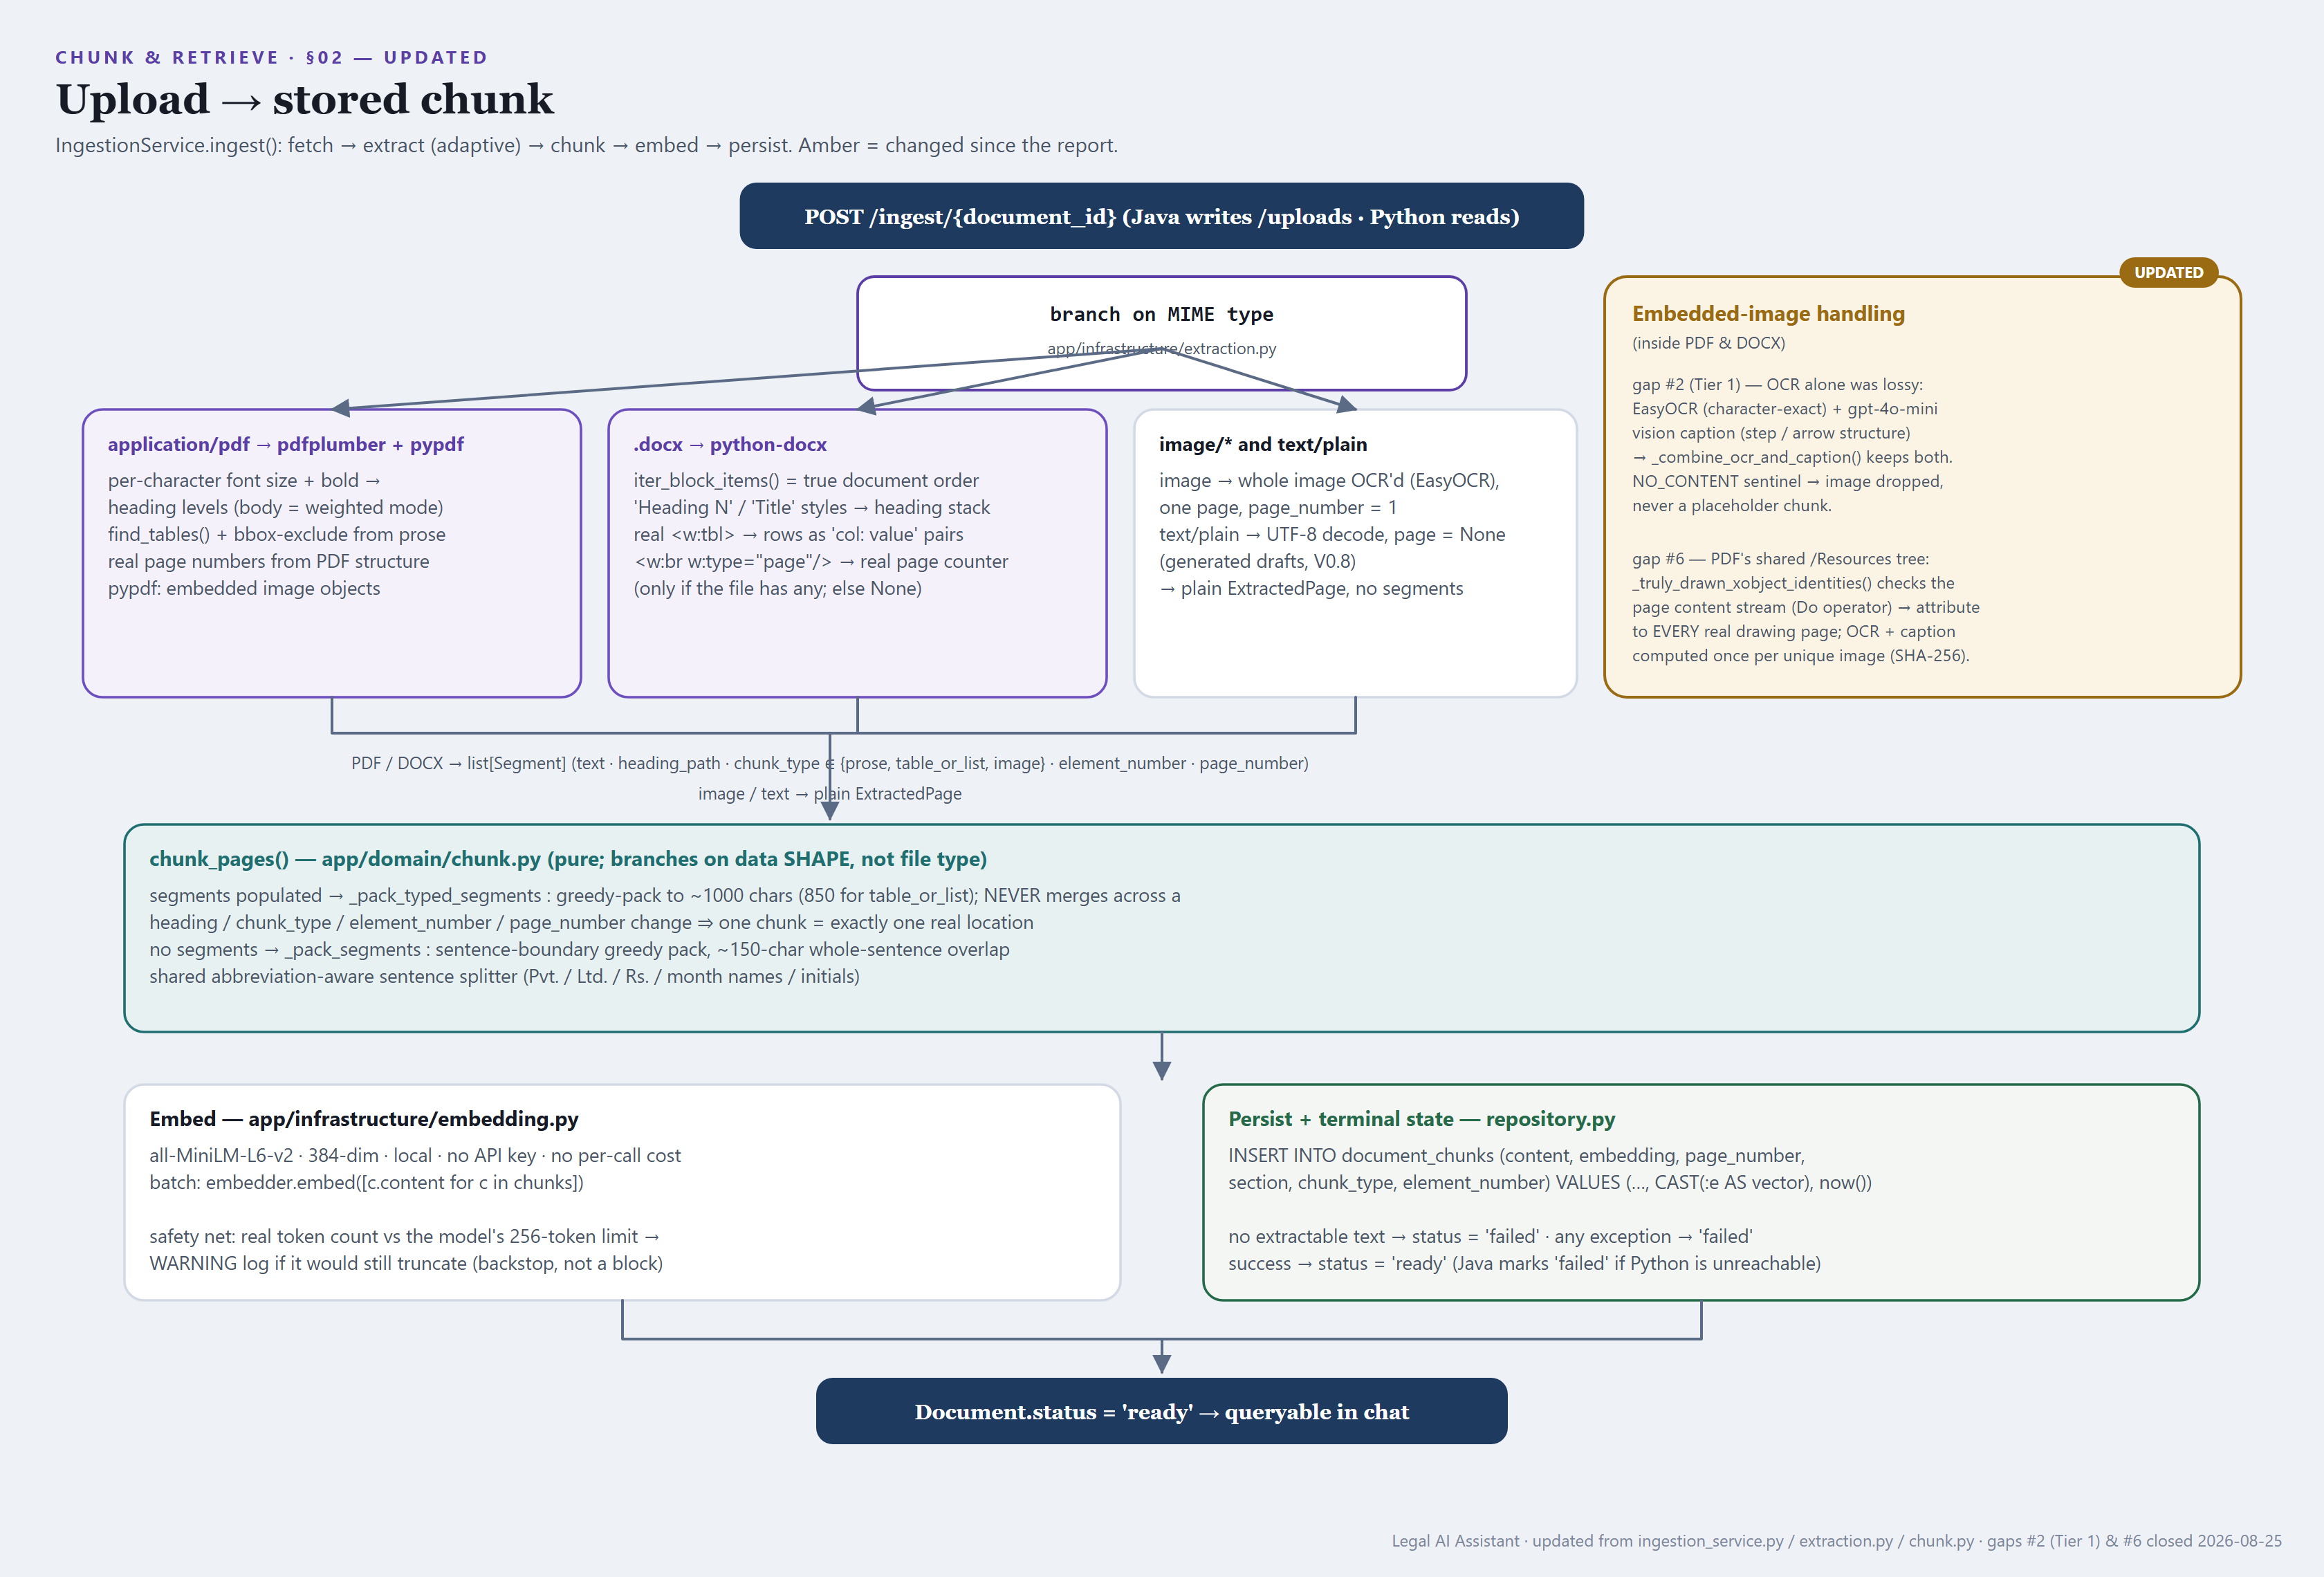 CHUNK & RETRIEVE · §02 — UPDATED
Upload → stored chunk
IngestionService.ingest(): fetch → extract (adaptive) → chunk → embed → persist. Amber = changed since the report.
POST /ingest/{document_id} (Java writes /uploads · Python reads)
branch on MIME type
app/infrastructure/extraction.py
application/pdf → pdfplumber + pypdf
per-character font size + bold →
heading levels (body = weighted mode)
find_tables() + bbox-exclude from prose
real page numbers from PDF structure
pypdf: embedded image objects
.docx → python-docx
iter_block_items() = true document order
'Heading N' / 'Title' styles → heading stack
real <w:tbl> → rows as 'col: value' pairs
<w:br w:type="page"/> → real page counter
(only if the file has any; else None)
image/* and text/plain
image → whole image OCR'd (EasyOCR),
one page, page_number = 1
text/plain → UTF-8 decode, page = None
(generated drafts, V0.8)
→ plain ExtractedPage, no segments
UPDATED
Embedded-image handling
(inside PDF & DOCX)
gap #2 (Tier 1) — OCR alone was lossy:
EasyOCR (character-exact) + gpt-4o-mini
vision caption (step / arrow structure)
→ _combine_ocr_and_caption() keeps both.
NO_CONTENT sentinel → image dropped,
never a placeholder chunk.
gap #6 — PDF's shared /Resources tree:
_truly_drawn_xobject_identities() checks the
page content stream (Do operator) → attribute
to EVERY real drawing page; OCR + caption
computed once per unique image (SHA-256).
PDF / DOCX → list[Segment] (text · heading_path · chunk_type ∈ {prose, table_or_list, image} · element_number · page_number)
image / text → plain ExtractedPage
chunk_pages() — app/domain/chunk.py (pure; branches on data SHAPE, not file type)
segments populated → _pack_typed_segments : greedy-pack to ~1000 chars (850 for table_or_list); NEVER merges across a
heading / chunk_type / element_number / page_number change ⇒ one chunk = exactly one real location
no segments → _pack_segments : sentence-boundary greedy pack, ~150-char whole-sentence overlap
shared abbreviation-aware sentence splitter (Pvt. / Ltd. / Rs. / month names / initials)
Embed — app/infrastructure/embedding.py
all-MiniLM-L6-v2 · 384-dim · local · no API key · no per-call cost
batch: embedder.embed([c.content for c in chunks])
safety net: real token count vs the model's 256-token limit →
WARNING log if it would still truncate (backstop, not a block)
Persist + terminal state — repository.py
INSERT INTO document_chunks (content, embedding, page_number,
section, chunk_type, element_number) VALUES (…, CAST(:e AS vector), now())
no extractable text → status = 'failed' · any exception → 'failed'
success → status = 'ready' (Java marks 'failed' if Python is unreachable)
Document.status = 'ready' → queryable in chat
Legal AI Assistant · updated from ingestion_service.py / extraction.py / chunk.py · gaps #2 (Tier 1) & #6 closed 2026-08-25